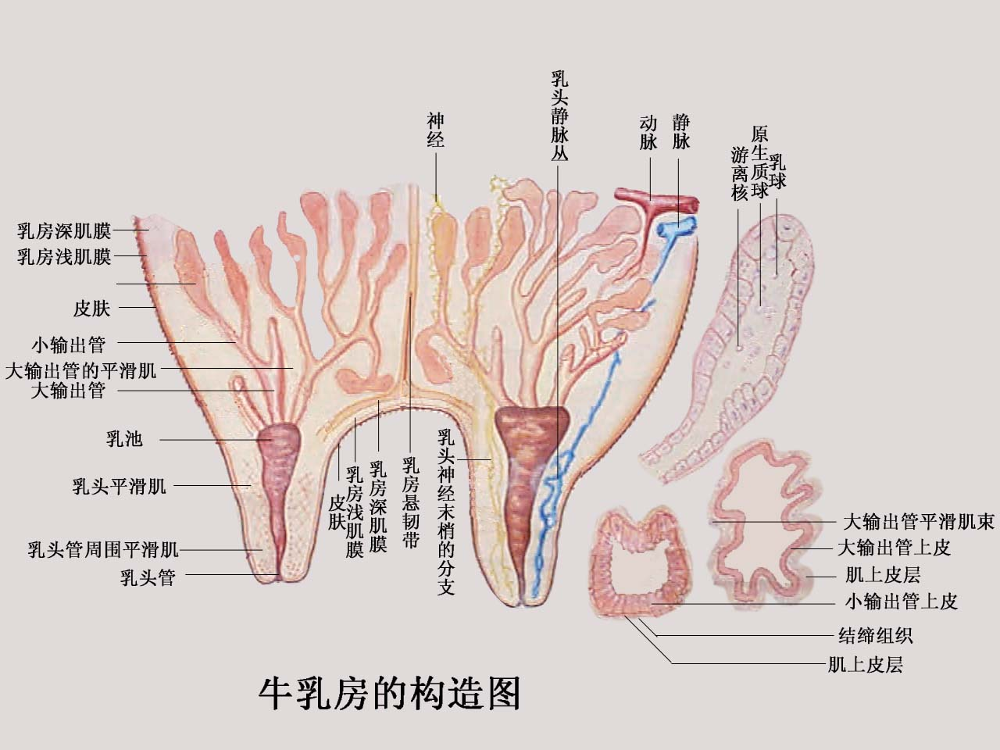 神经
乳头静脉丛
动脉
静脉
游离核
原生质球
乳球
乳房深肌膜
乳房浅肌膜
皮肤
小输出管
大输出管的平滑肌
大输出管
乳池
乳头平滑肌
乳头管周围平滑肌
乳头管
皮肤
乳房浅肌膜
乳房深肌膜
乳房悬韧带
乳头神经末梢的分支
大输出管平滑肌束
大输出管上皮
肌上皮层
小输出管上皮
结缔组织
肌上皮层
牛乳房的构造图